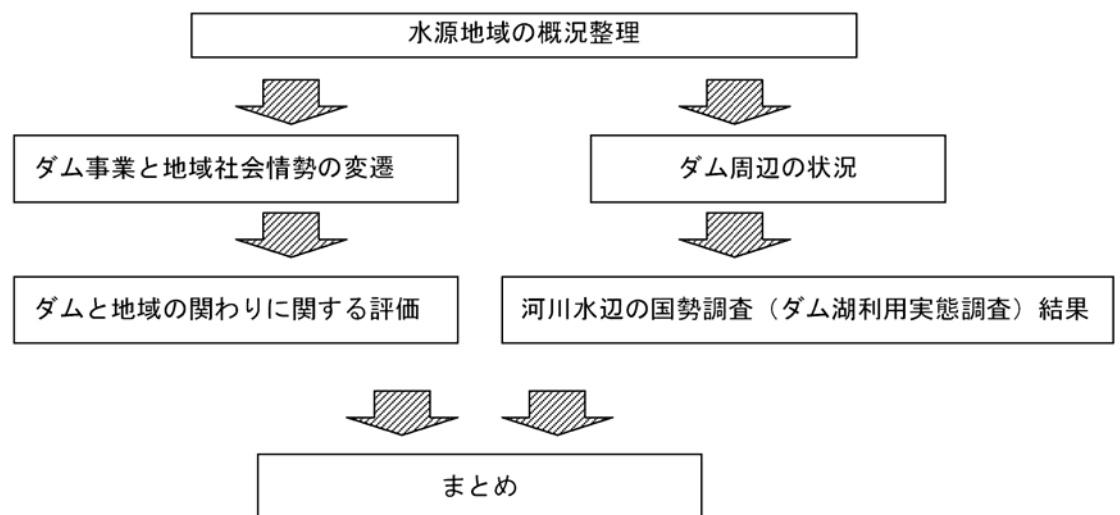 水源地域の概況整理
ダム事業と地域社会情勢の変遷
ダム周辺の状況
ダムと地域の関わりに関する評価
河川水辺の国勢調査（ダム湖利用実態調査）結果
まとめ